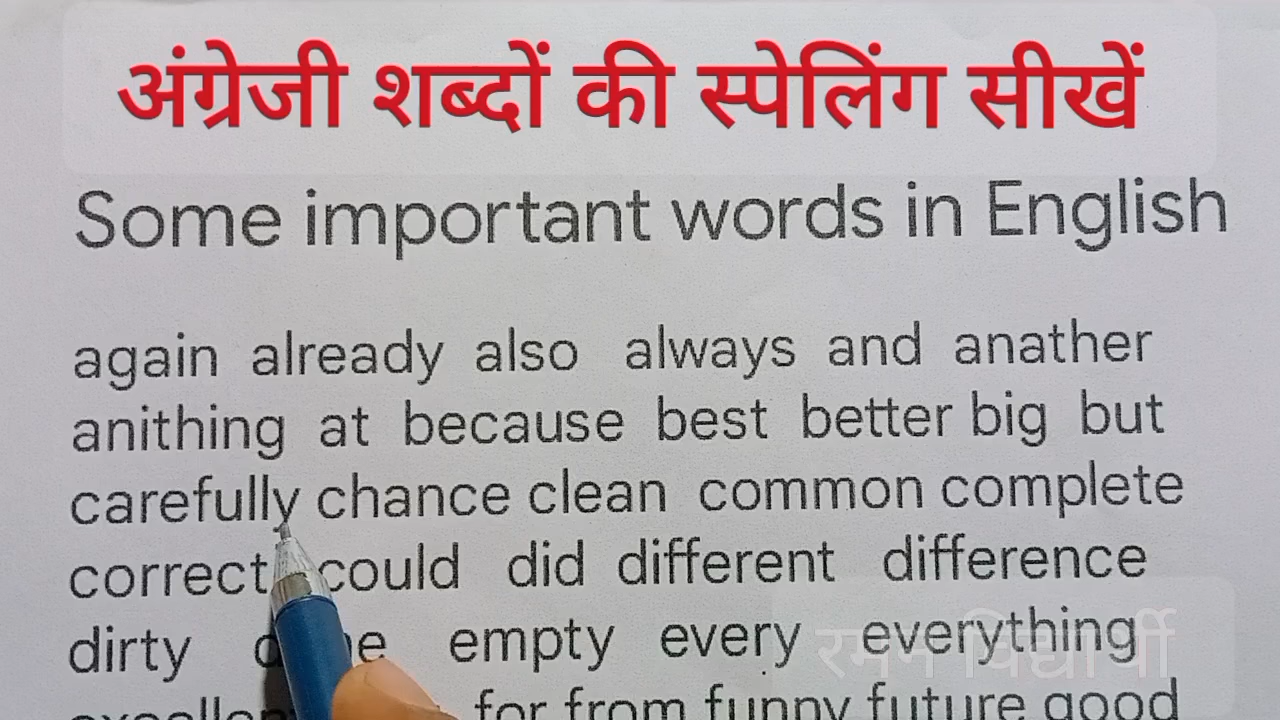 अंग्रेजी शब्दों की स्पेलिंग सीखें
Some important words in English
again already also always and anather
anithing at because best better big but
carefully chance clean common complete
correct could did different difference
dirty empty every everything
रमन विद्यार्थी
for from funny future good